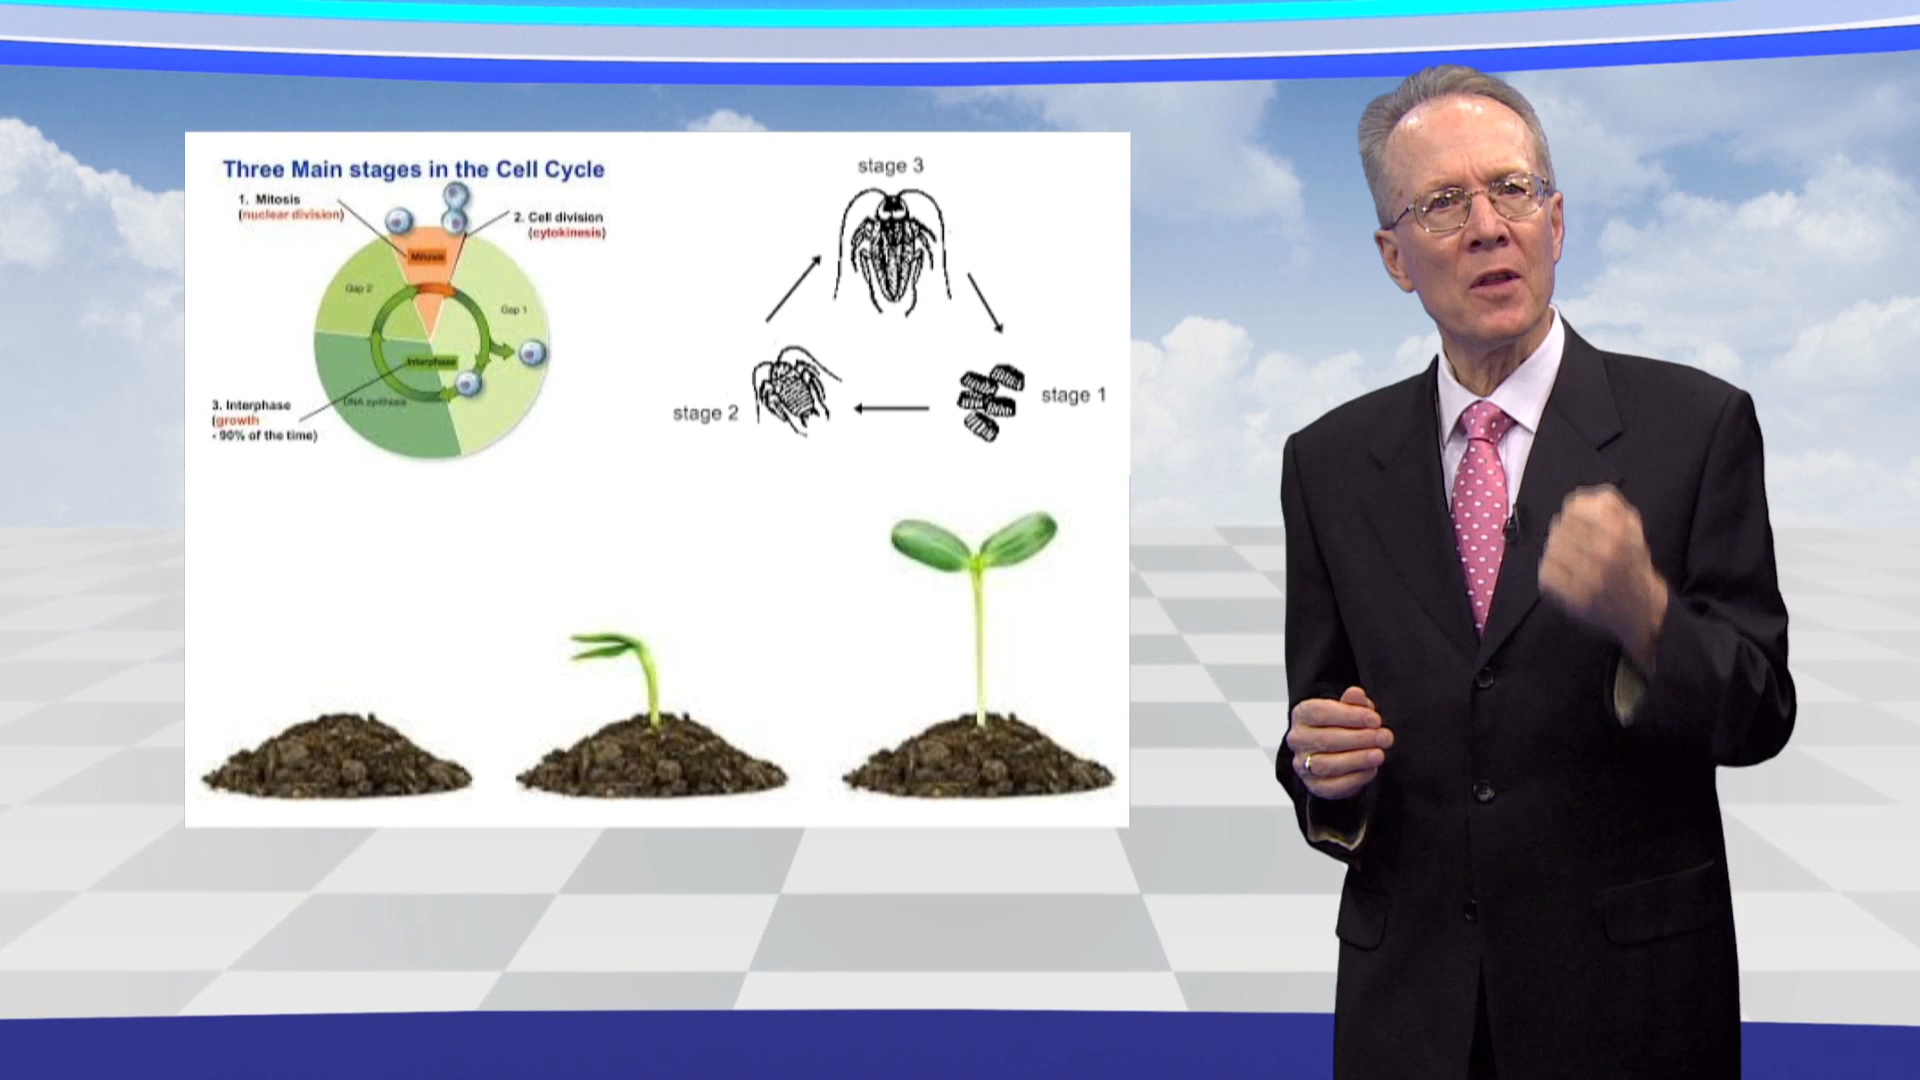 Three Main stages in the Cell Cycle
1. Mitosis
(nuclear division)
2. Cell division
(cytokinesis)
Mitosis
Gap 2
Gap 1
Interphase
DNA synthesis
3. Interphase
(growth
- 90% of the time)
stage 3
stage 2
stage 1